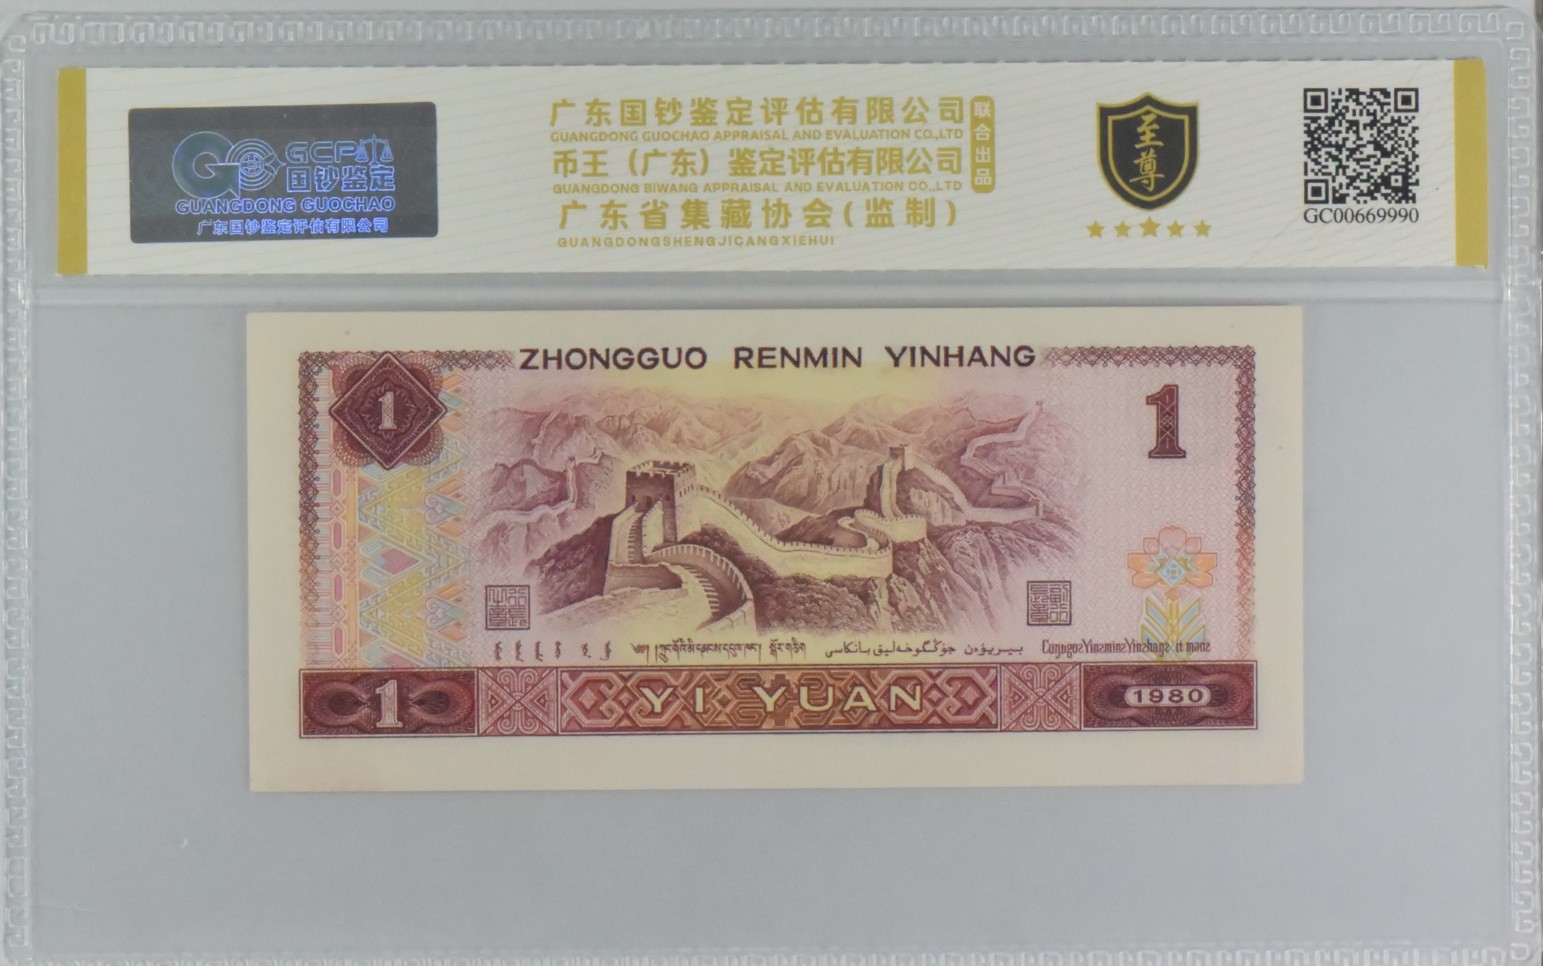 GCP
国钞鉴定
GUANGDONG GUOCHAO
广东国钞鉴定评估有限公司
广东国钞鉴定评估有限公司
GUANGDONG GUOCHAO APPRAISAL AND EVALUATION CO.,LTD
币王（广东）鉴定评估有限公司
GUANGDONG BIWANG APPRAISAL AND EVALUATION CO.,LTD
广东省集藏协会(监制)
GUANGDONGSHENGJICANGXIEHUI
联合出品
至尊
GC00669990
ZHONGGUO RENMIN YINHANG
1
1
1
YI YUAN
1980